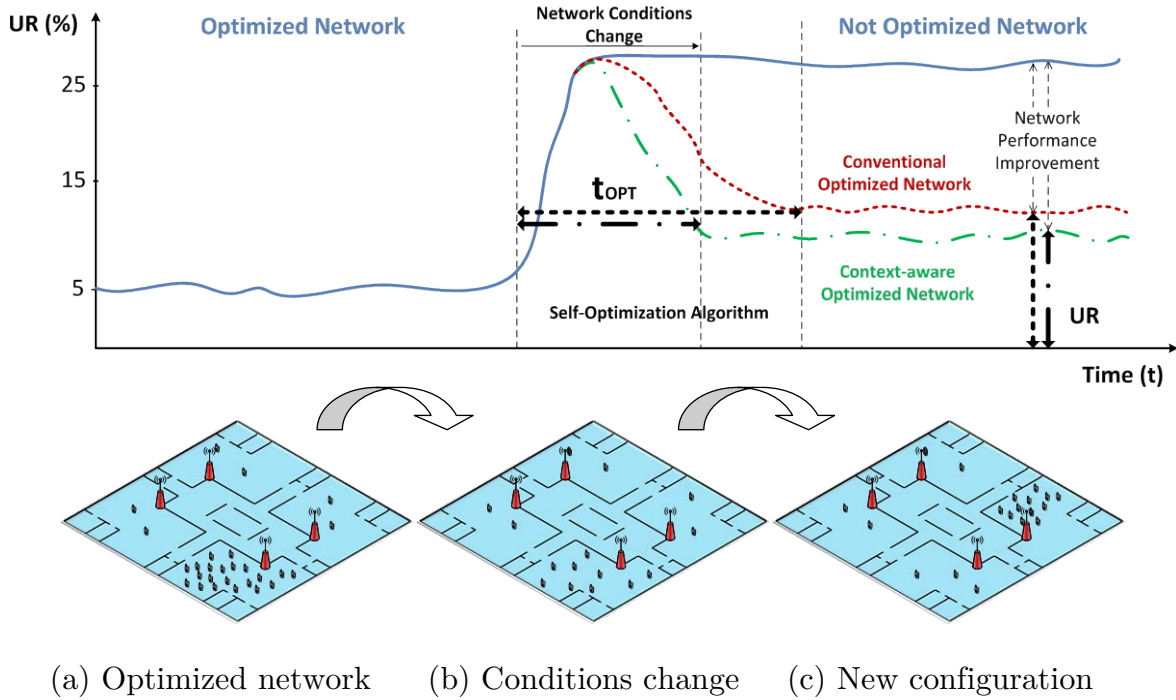 UR (%)
Optimized Network
Network Conditions
Change
Not Optimized Network
25
15
5
Network
Performance
Improvement
Conventional
Optimized Network
tOPT
Context-aware
Optimized Network
Self-Optimization Algorithm
UR
Time (t)
(a) Optimized network
(b) Conditions change
(c) New configuration